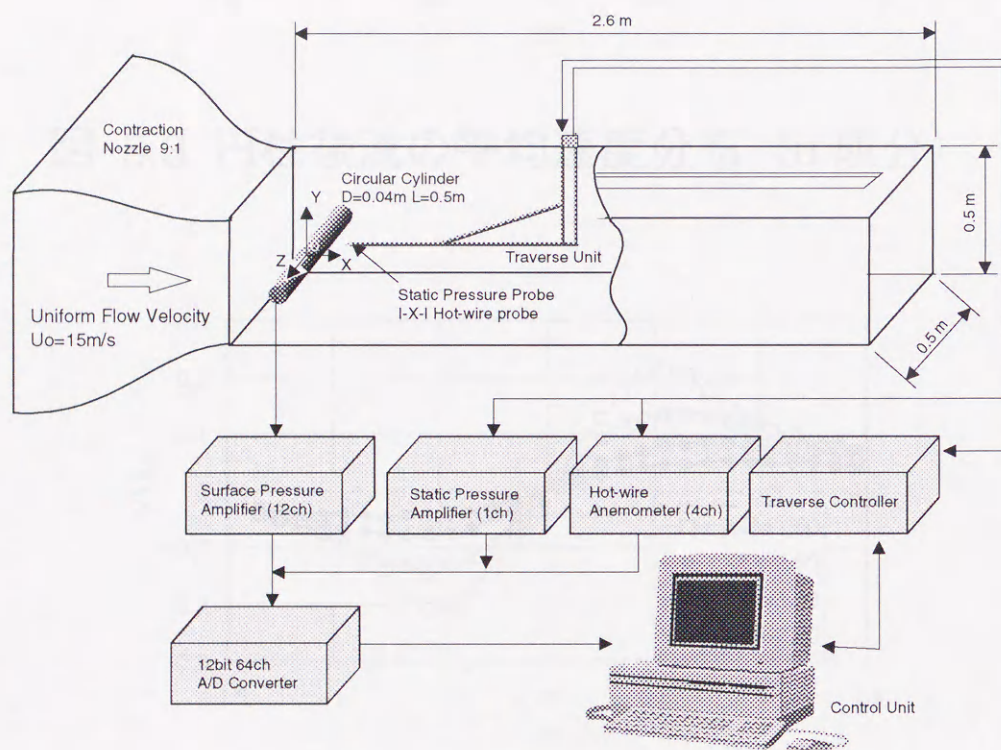 2.6 m
Contraction
Nozzle 9:1
Circular Cylinder
D=0.04m L=0.5m
Y
Z
X
Traverse Unit
0.5 m
Static Pressure Probe
I-X-I Hot-wire probe
Uniform Flow Velocity
Uo=15m/s
0.5 m
Surface Pressure
Amplifier (12ch)
Static Pressure
Amplifier (1ch)
Hot-wire
Anemometer (4ch)
Traverse Controller
12bit 64ch
A/D Converter
Control Unit